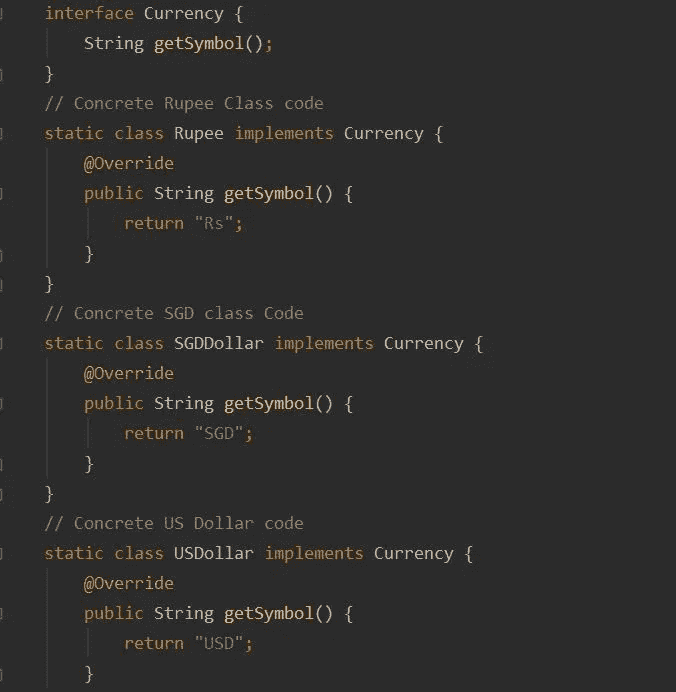 interface Currency {
    String getSymbol();
}
// Concrete Rupee Class code
static class Rupee implements Currency {
    @Override
    public String getSymbol() {
        return "Rs";
    }
}
// Concrete SGD class Code
static class SGDDollar implements Currency {
    @Override
    public String getSymbol() {
        return "SGD";
    }
}
// Concrete US Dollar code
static class USDollar implements Currency {
    @Override
    public String getSymbol() {
        return "USD";
    }